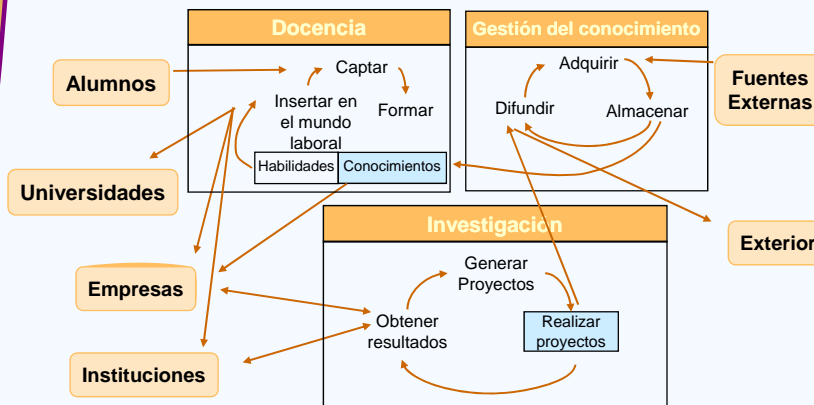 Docencia
Gestión del conocimiento
Alumnos
Captar
Insertar en
el mundo
laboral
Formar
Habilidades
Conocimientos
Adquirir
Difundir
Almacenar
Fuentes
Externas
Universidades
Investigación
Exterior
Empresas
Generar
Proyectos
Obtener
resultados
Realizar
proyectos
Instituciones